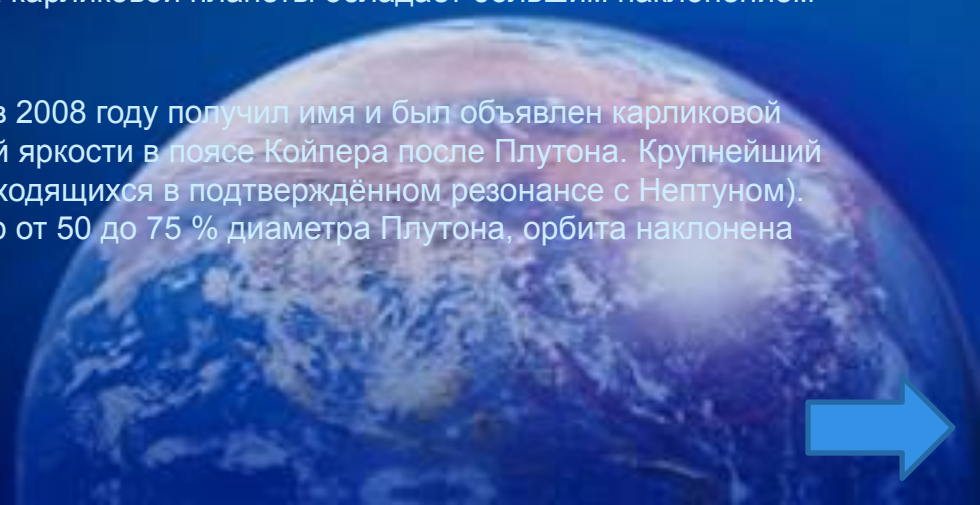 карликовой планеты обладает большим наклонением
в 2008 году получил имя и был объявлен карликовой
й яркости в поясе Койпера после Плутона. Крупнейший
ходящихся в подтверждённом резонансе с Нептуном).
о от 50 до 75 % диаметра Плутона, орбита наклонена